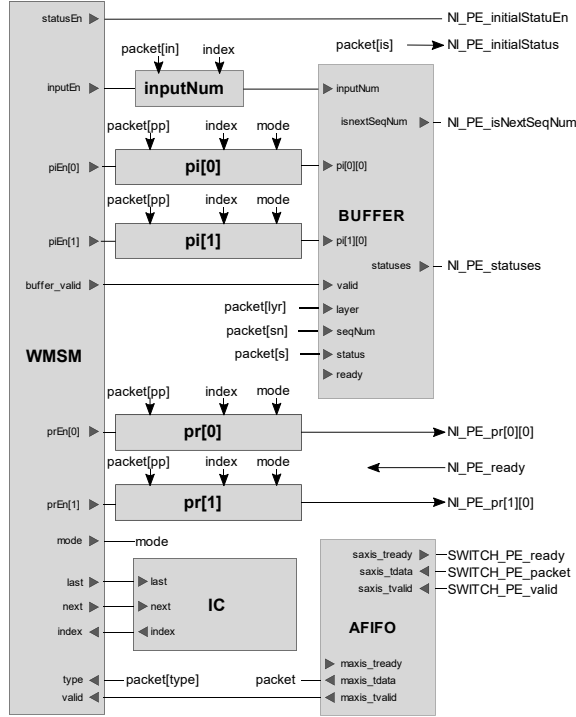 statusEn
NI_PE_initialStatuEn
packet[in]
index
packet[is]
NI_PE_initialStatus
inputEn
inputNum
inputNum
isnextSeqNum
NI_PE_isNextSeqNum
packet[pp]
index
mode
piEn[0]
pi[0]
pi[0][0]
packet[pp]
index
mode
BUFFER
piEn[1]
pi[1]
pi[1][0]
statuses
NI_PE_statuses
buffer_valid
valid
packet[lyr]
layer
packet[sn]
seqNum
WMSM
packet[s]
status
ready
packet[pp]
index
mode
prEn[0]
pr[0]
NI_PE_pr[0][0]
packet[pp]
index
mode
NI_PE_ready
prEn[1]
pr[1]
NI_PE_pr[1][0]
mode
mode
saxis_tready
SWITCH_PE_ready
saxis_tdata
SWITCH_PE_packet
last
last
saxis_tvalid
SWITCH_PE_valid
next
next
IC
index
index
AFIFO
maxis_tready
type
packet[type]
packet
maxis_tdata
valid
maxis_tvalid